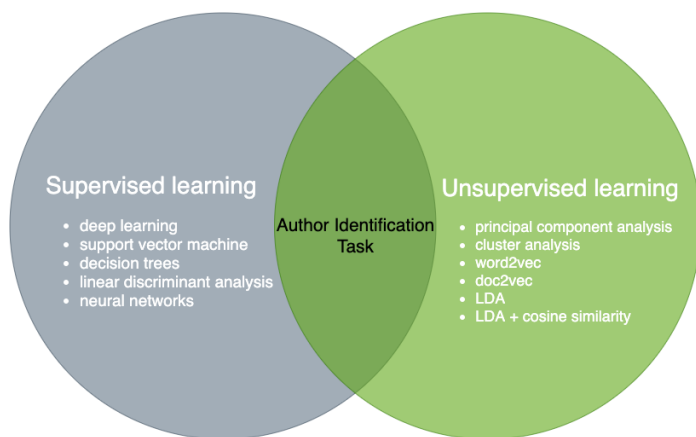 Supervised learning
• deep learning
• support vector machine
• decision trees
• linear discriminant analysis
• neural networks
Author Identification
Task
Unsupervised learning
• principal component analysis
• cluster analysis
• word2vec
• doc2vec
• LDA
• LDA + cosine similarity